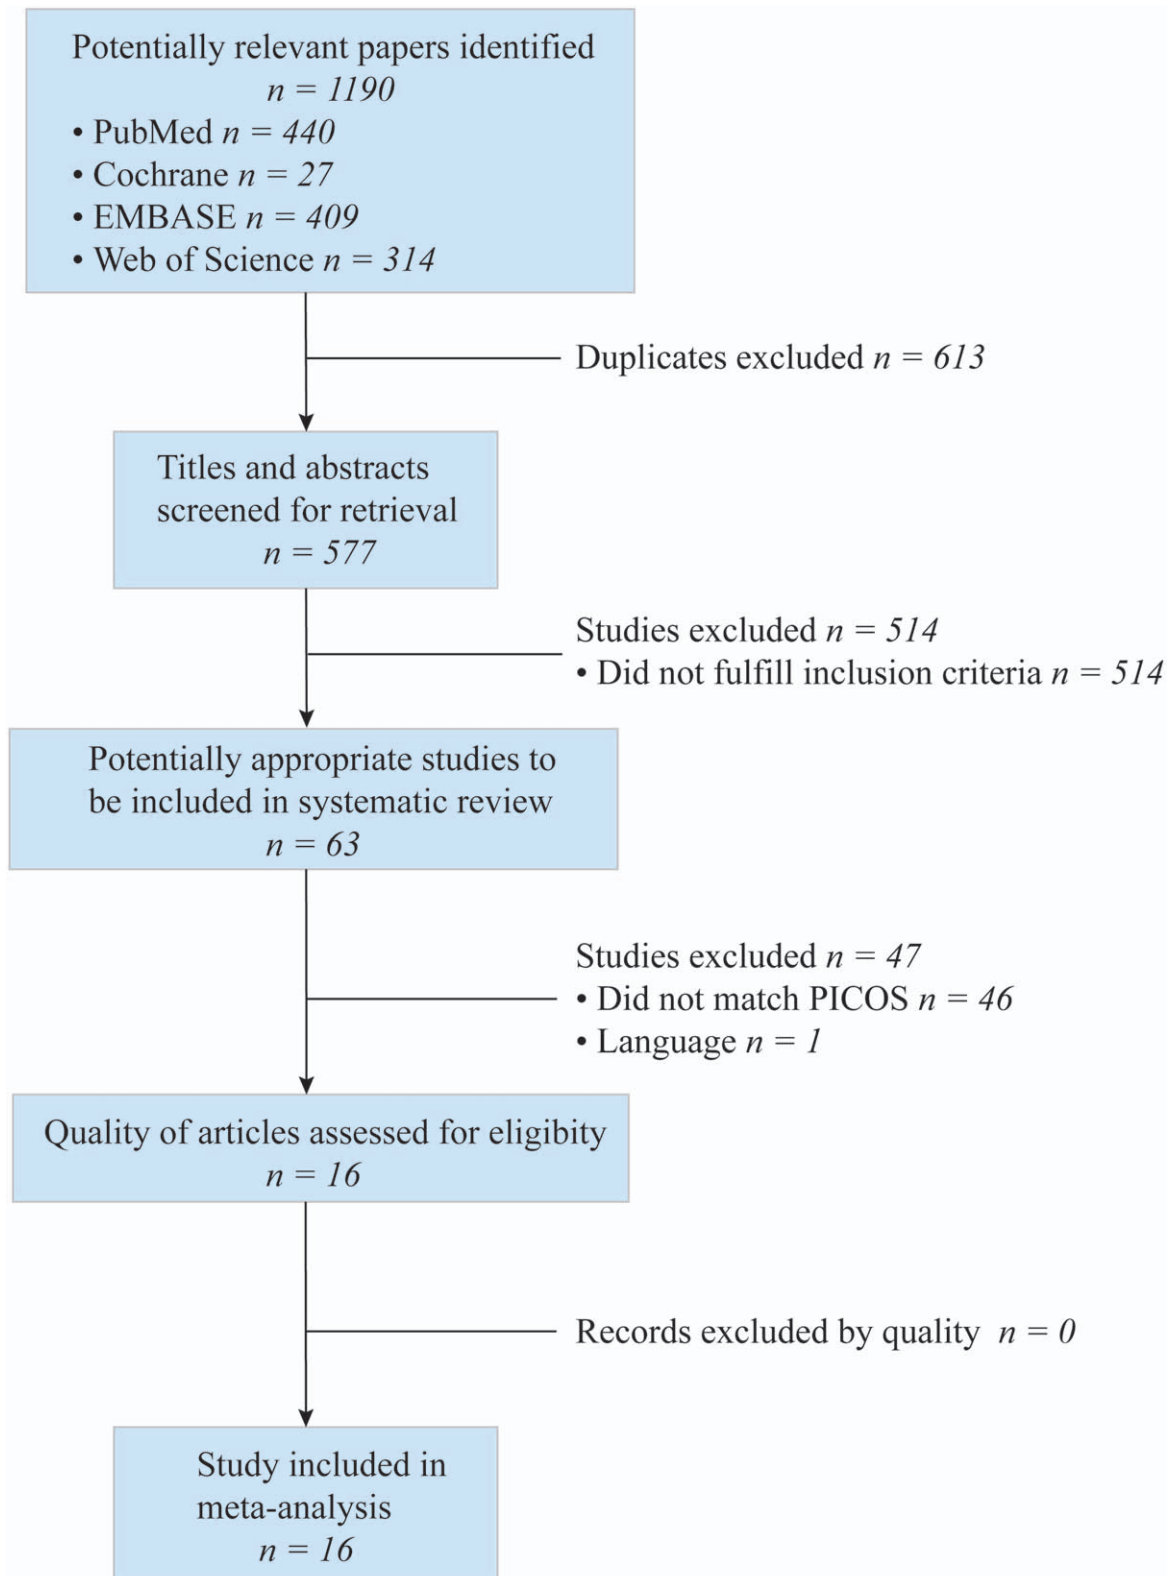 Potentially relevant papers identified
n = 1190
• PubMed n = 440
• Cochrane n = 27
• EMBASE n = 409
• Web of Science n = 314
Duplicates excluded n = 613
Titles and abstracts
screened for retrieval
n = 577
Studies excluded n = 514
• Did not fulfill inclusion criteria n = 514
Potentially appropriate studies to
be included in systematic review
n = 63
Studies excluded n = 47
• Did not match PICOS n = 46
• Language n = 1
Quality of articles assessed for eligibity
n = 16
Records excluded by quality n = 0
Study included in
meta-analysis
n = 16